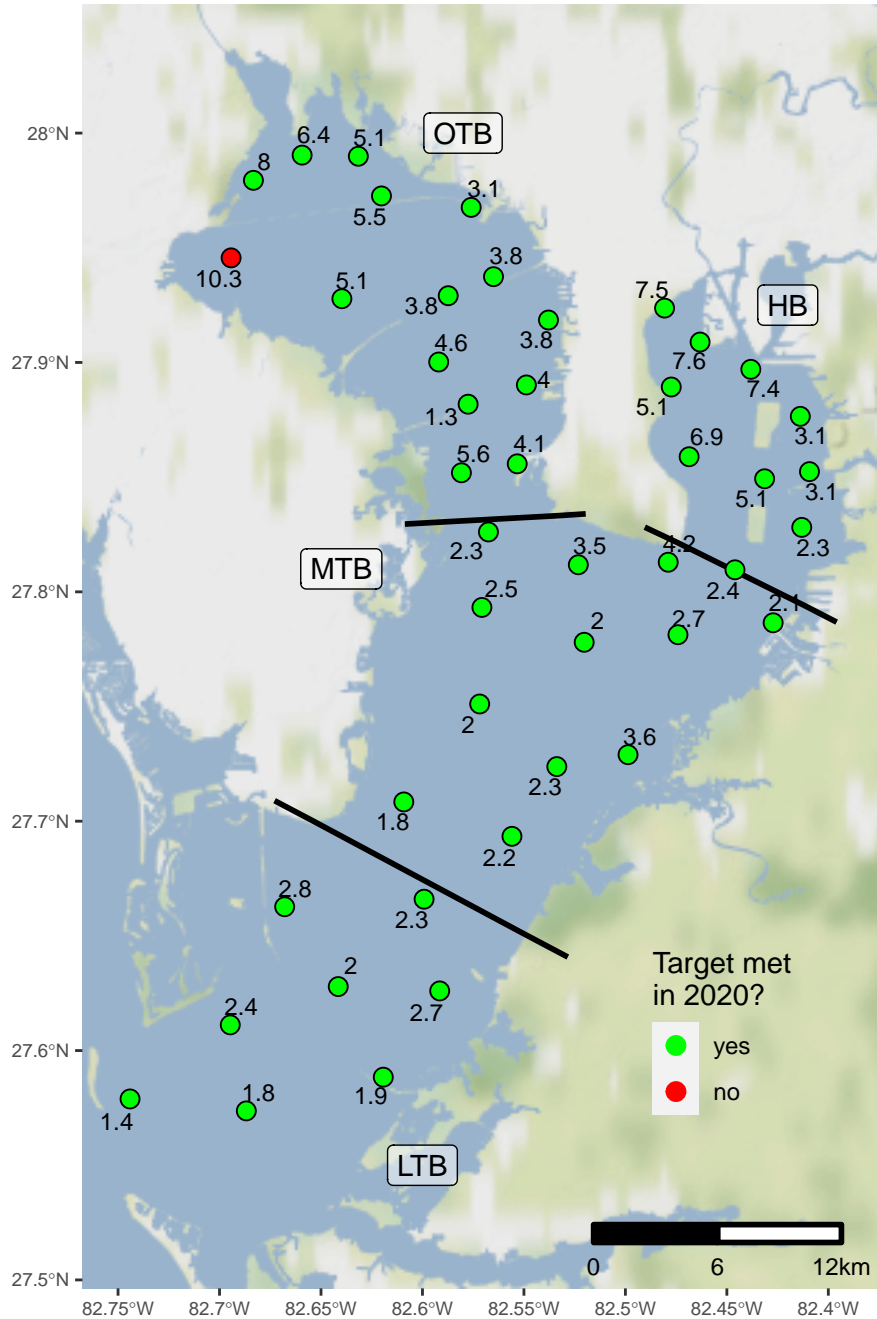 28°N
6.4
5.1
OTB
8
5.5
3.1
10.3
5.1
3.8
3.8
3.8
7.5
HB
27.9°N
4.6
4
7.6
7.4
5.1
1.3
3.1
6.9
5.6
4.1
5.1
3.1
2.3
MTB
2.3
3.5
4.2
2.4
27.8°N
2.5
2
2.7
2.1
2
2.3
3.6
27.7°N
1.8
2.2
2.8
2.3
2
2.7
2.4
27.6°N
1.4
1.8
1.9
LTB
Target met
in 2020?
yes
no
0 6 12km
27.5°N
82.75°W 82.7°W 82.65°W 82.6°W 82.55°W 82.5°W 82.45°W 82.4°W